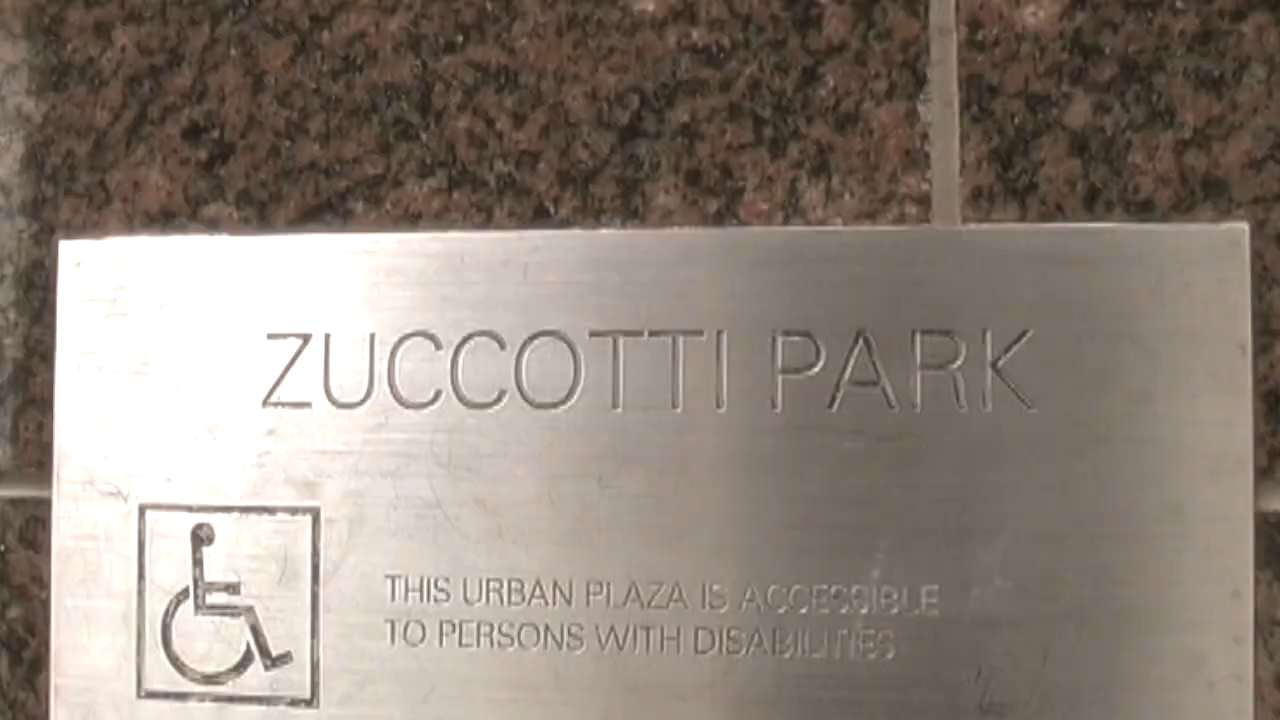 ZUCCOTTI PARK
THIS URBAN PLAZA IS ACCESSIBLE
TO PERSONS WITH DISABILITIES